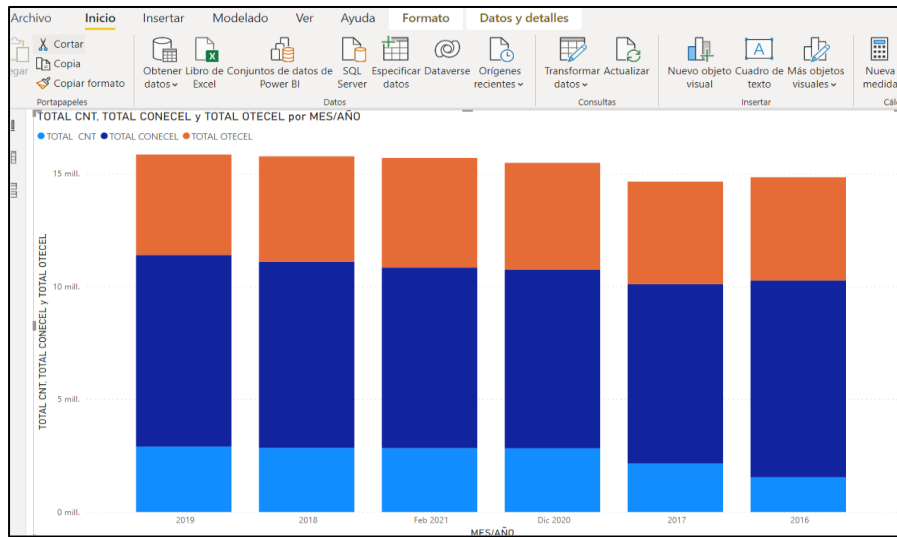 Archivo Inicio Insertar Modelado Ver Ayuda Formato Datos y detalles
Cortar
Copia
Copiar formato
Portapapeles
Obtener datos
Libro de Excel
Conjuntos de datos de Power BI
SQL Server
Especificar datos
Dataverse
Orígenes recientes
Datos
Transformar datos
Actualizar
Consultas
Nuevo objeto visual
Cuadro de texto
Más objetos visuales
Insertar
Nueva
TOTAL CNT, TOTAL CONECEL y TOTAL OTECEL por MES/AÑO
TOTAL CNT TOTAL CONECEL TOTAL OTECEL
TOTAL CNT, TOTAL CONECEL y TOTAL OTECEL
15 mill.
10 mill.
5 mill.
0 mill.
2019 2018 Feb 2021 Dic 2020 2017 2016
MES/AÑO